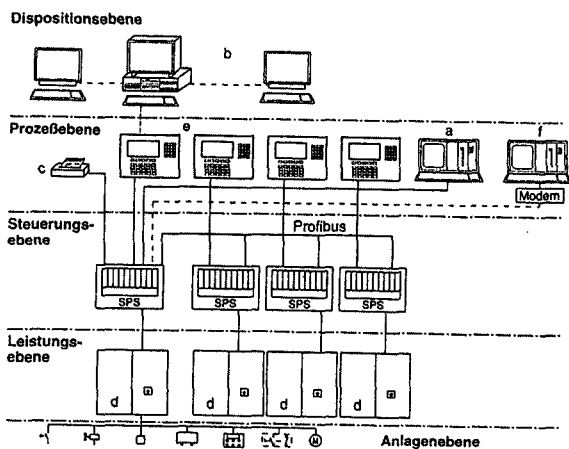 Dispositionsebene
b
Prozeßebene
e
a
f
c
Modem
Steuerungs-
ebene
Profibus
SPS
SPS
SPS
SPS
Leistungs-
ebene
d
d
d
d
M
Anlagenebene